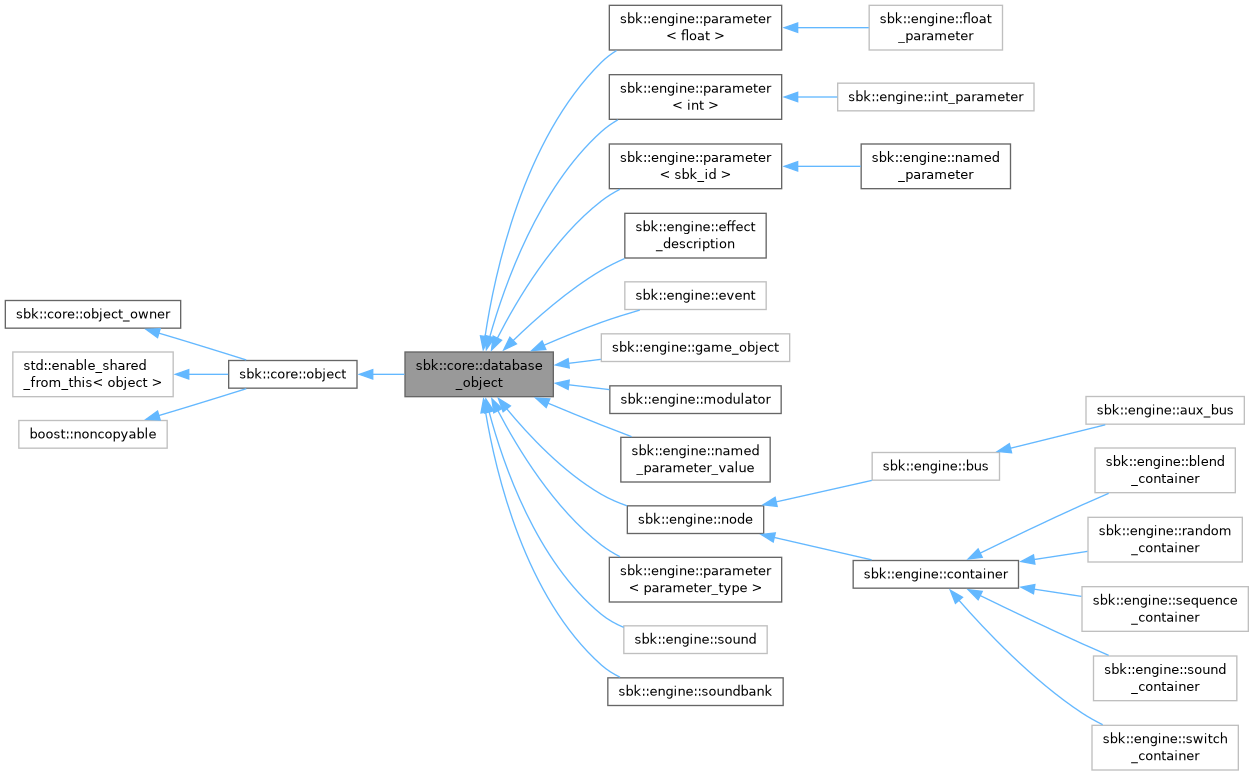 sbk::engine::parameter
< float >
sbk::engine::float
_parameter
sbk::engine::parameter
< int >
sbk::engine::int_parameter
sbk::engine::parameter
< sbk_id >
sbk::engine::named
_parameter
sbk::engine::effect
_description
sbk::engine::event
sbk::core::object_owner
sbk::engine::game_object
std::enable_shared
_from_this< object >
sbk::core::object
sbk::core::database
_object
sbk::engine::modulator
boost::noncopyable
sbk::engine::named
_parameter_value
sbk::engine::aux_bus
sbk::engine::bus
sbk::engine::blend
_container
sbk::engine::node
sbk::engine::random
_container
sbk::engine::parameter
< parameter_type >
sbk::engine::container
sbk::engine::sequence
_container
sbk::engine::sound
sbk::engine::sound
_container
sbk::engine::soundbank
sbk::engine::switch
_container